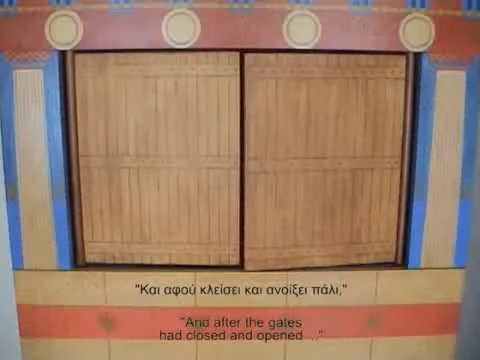 "Και αφού κλείσει και ανοίξει πάλι,"
"And after the gates
had closed and opened ..."